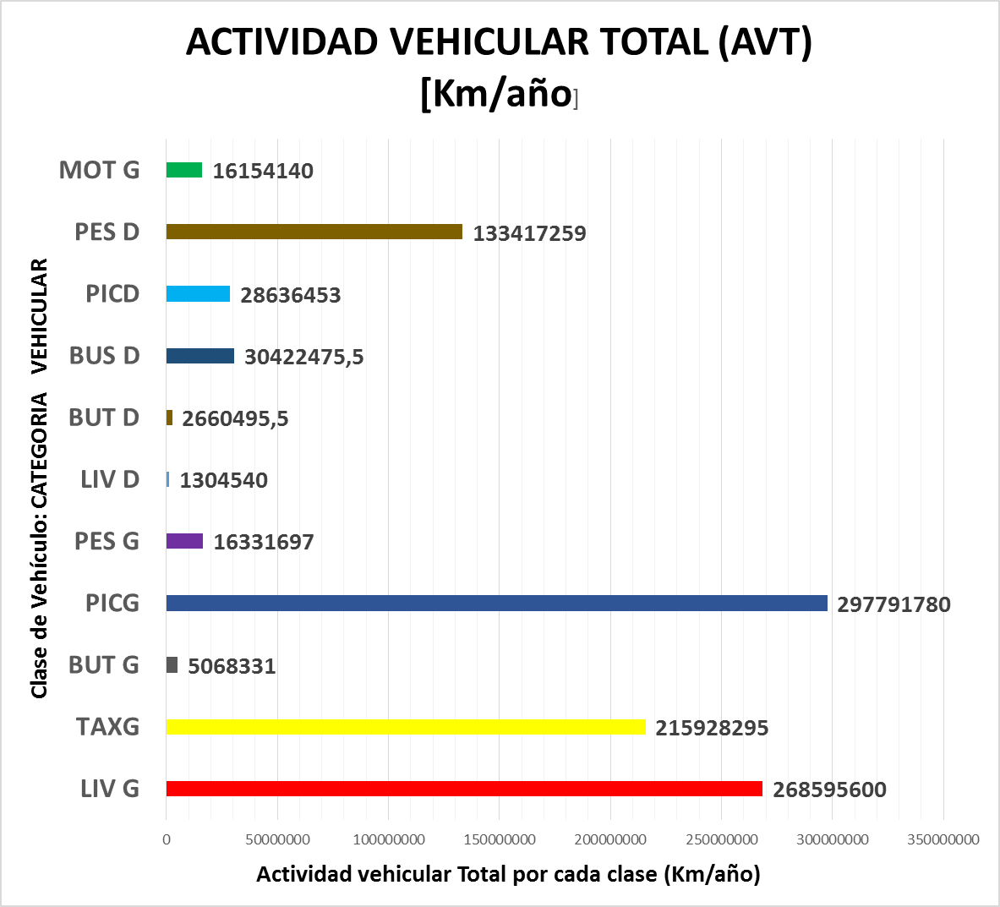 ACTIVIDAD VEHICULAR TOTAL (AVT)
[Km/año]
Clase de Vehículo: CATEGORIA VEHICULAR
MOT G 16154140
PES D 133417259
PICD 28636453
BUS D 30422475,5
BUT D 2660495,5
LIV D 1304540
PES G 16331697
PICG 297791780
BUT G 5068331
TAXG 215928295
LIV G 268595600
0 50000000 100000000 150000000 200000000 250000000 300000000 350000000
Actividad vehicular Total por cada clase (Km/año)